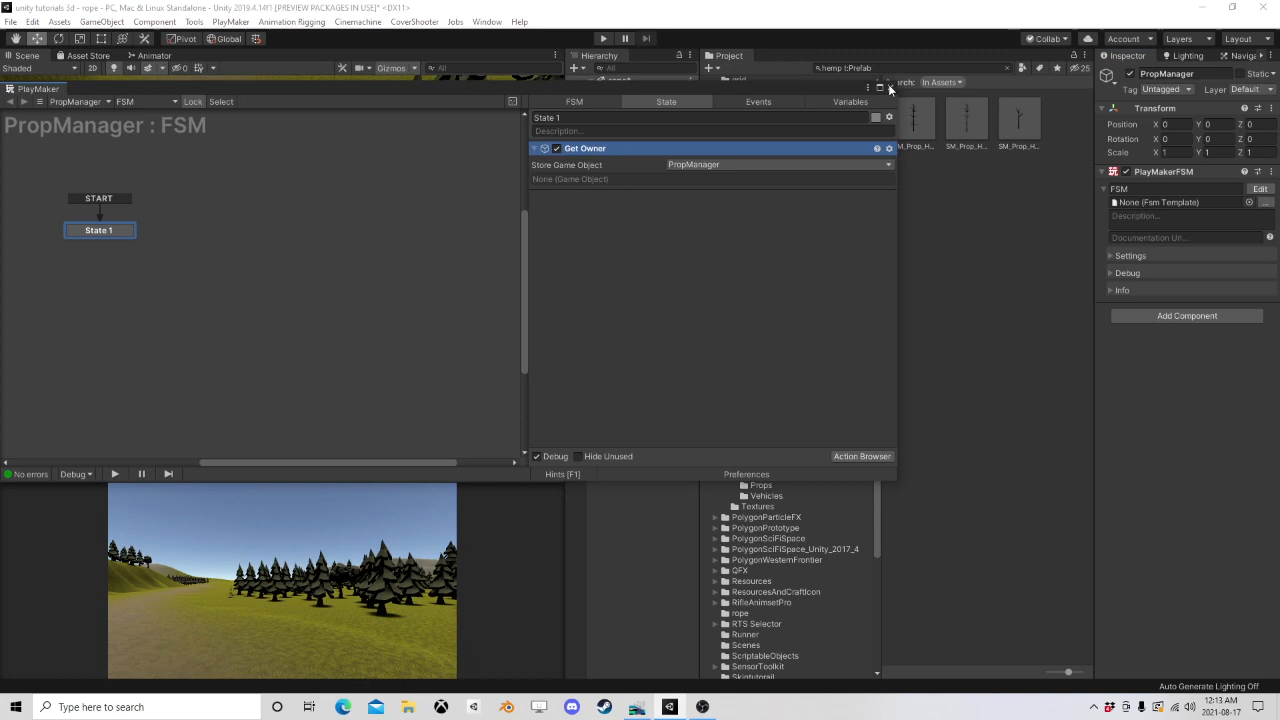 unity tutorials 3d - rope - PC, Mac & Linux Standalone - Unity 2019.4.14f1 [PREVIEW PACKAGES IN USE]* <DX11>
File Edit Assets GameObject Component Tools PlayMaker Animation Rigging Cinemachine CoverShooter Jobs Window Help
Pivot Global Collab Account Layers Layout
Scene Asset Store Animator Hierarchy Project Inspector Lighting Naviga
Shaded 2D 0 Gizmos All All hemp t:Prefab 25
PropManager Static
In Assets
Tag Untagged Layer Default
PlayMaker
PropManager FSM Lock Select FSM State Events Variables
PropManager : FSM
State 1
Description...
Get Owner
Store Game Object PropManager
None (Game Object)
START
State 1
SM_Prop_H... SM_Prop_H...
Transform
Position X 0 Y 0 Z 0
Rotation X 0 Y 0 Z 0
Scale X 1 Y 1 Z 1
PlayMakerFSM
FSM Edit
None (Fsm Template) ...
Description...
Documentation Url...
Settings
Debug
Info
Add Component
Debug Hide Unused Action Browser
No errors Debug Hints [F1] Preferences
Props
Vehicles
Textures
PolygonParticleFX
PolygonPrototype
PolygonSciFiSpace
PolygonSciFiSpace_Unity_2017_4
PolygonWesternFrontier
QFX
Resources
ResourcesAndCraftIcon
RifleAnimsetPro
rope
RTS Selector
Runner
Scenes
ScriptableObjects
SensorToolkit
Auto Generate Lighting Off
Type here to search
12:13 AM
2021-08-17